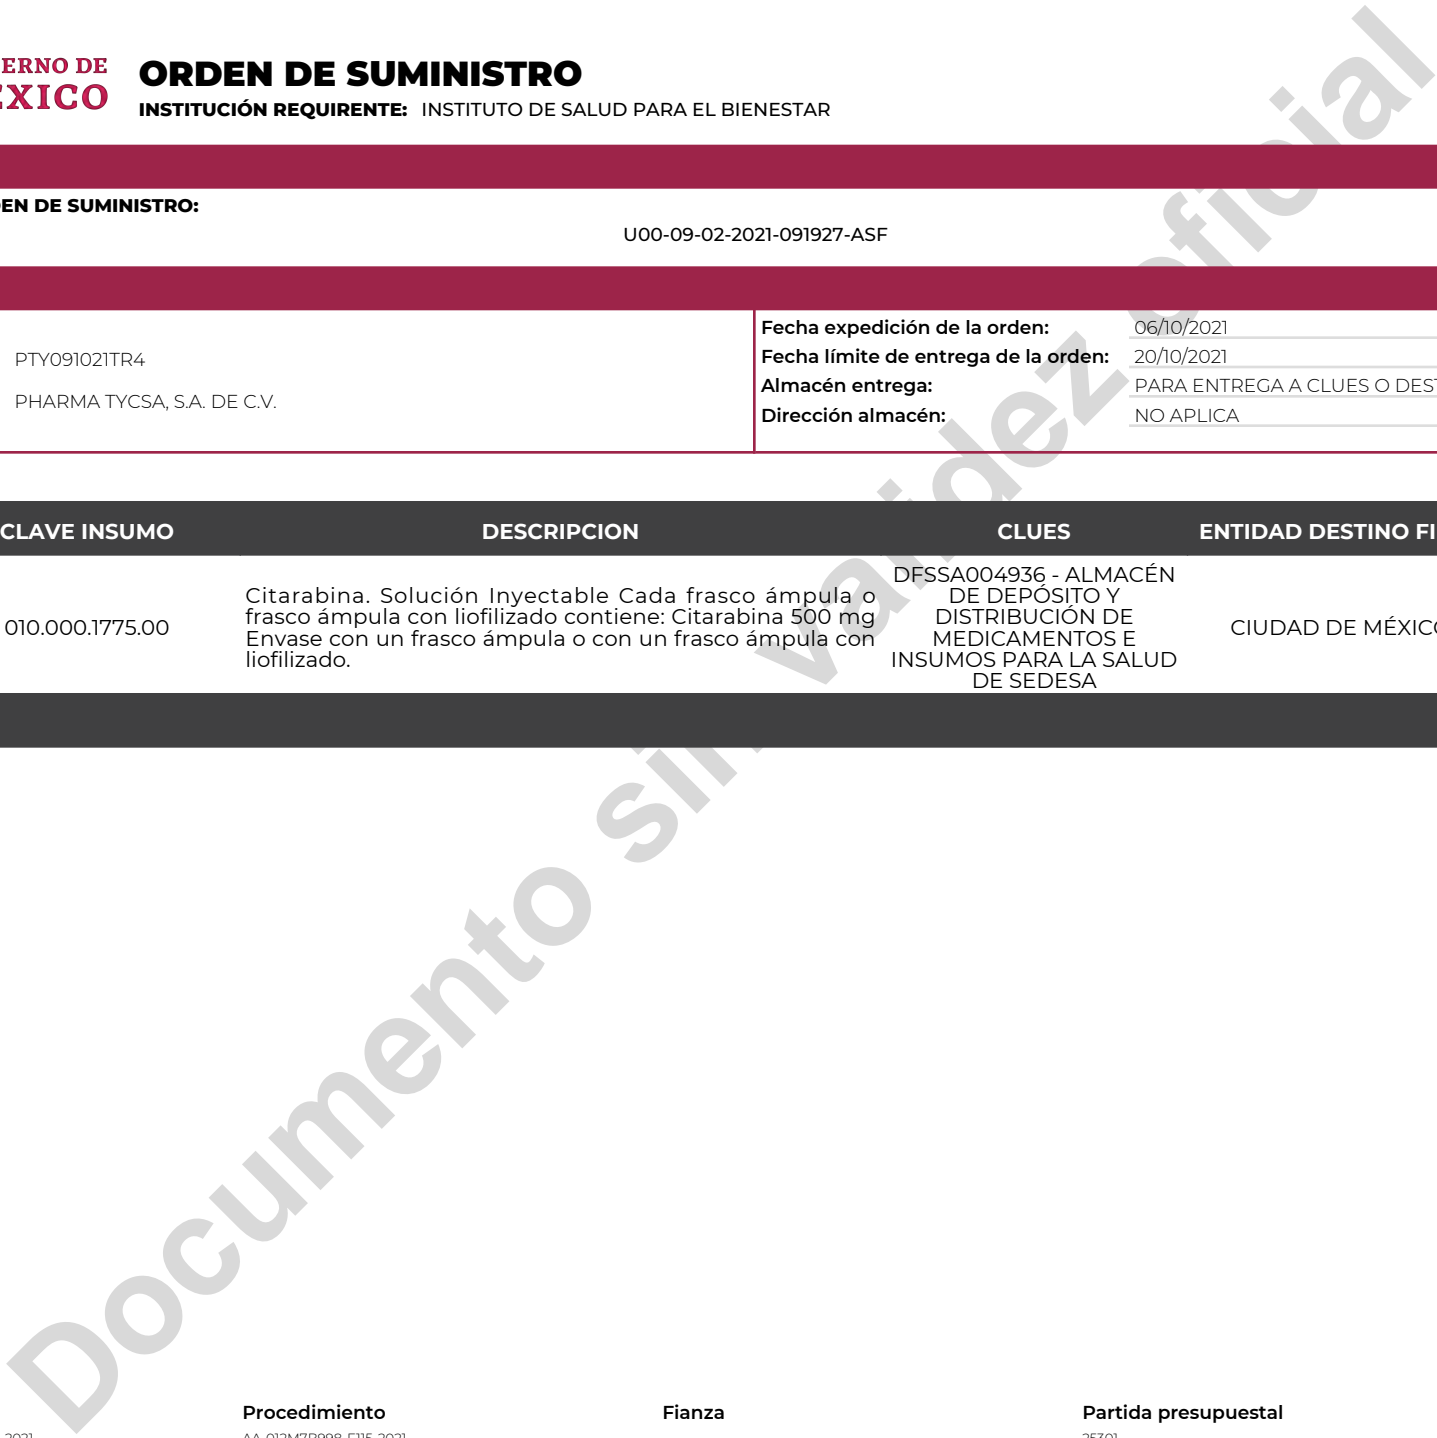 ERNO DE
ORDEN DE SUMINISTRO
EXICO
INSTITUCIÓN REQUIRENTE: INSTITUTO DE SALUD PARA EL BIENESTAR
EN DE SUMINISTRO:
U00-09-02-2021-091927-ASF
Fecha expedición de la orden: 06/10/2021
PTY091021TR4
Fecha límite de entrega de la orden: 20/10/2021
Almacén entrega: PARA ENTREGA A CLUES O DEST
PHARMA TYCSA, S.A. DE C.V.
Dirección almacén: NO APLICA
CLAVE INSUMO DESCRIPCION CLUES ENTIDAD DESTINO FI
010.000.1775.00
Citarabina. Solución Inyectable Cada frasco ámpula o
frasco ámpula con liofilizado contiene: Citarabina 500 mg
Envase con un frasco ámpula o con un frasco ámpula con
liofilizado.
DFSSA004936 - ALMACÉN
DE DEPÓSITO Y
DISTRIBUCIÓN DE
MEDICAMENTOS E
INSUMOS PARA LA SALUD
DE SEDESA
CIUDAD DE MÉXICO
Documento sin validez oficial
Procedimiento Fianza Partida presupuestal